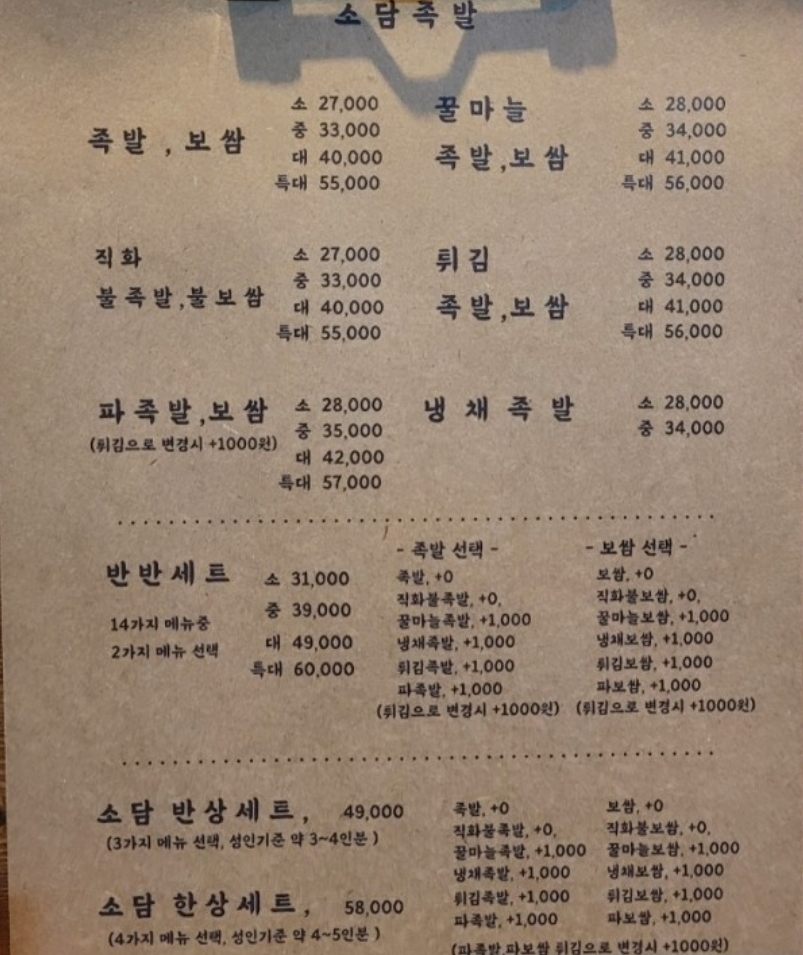 소담족발
족발, 보쌈
소 27,000
중 33,000
대 40,000
특대 55,000
꿀마늘
족발,보쌈
소 28,000
중 34,000
대 41,000
특대 56,000
직화
불족발,불보쌈
소 27,000
중 33,000
대 40,000
특대 55,000
튀김
족발,보쌈
소 28,000
중 34,000
대 41,000
특대 56,000
파족발,보쌈
(튀김으로 변경시 +1000원)
소 28,000
중 35,000
대 42,000
특대 57,000
냉채족발
소 28,000
중 34,000
반반세트
14가지 메뉴중
2가지 메뉴 선택
소 31,000
중 39,000
대 49,000
특대 60,000
- 족발 선택 -
족발, +0
직화불족발, +0,
꿀마늘족발, +1,000
냉채족발, +1,000
튀김족발, +1,000
파족발, +1,000
(튀김으로 변경시 +1000원)
- 보쌈 선택 -
보쌈, +0
직화불보쌈, +0,
꿀마늘보쌈, +1,000
냉채보쌈, +1,000
튀김보쌈, +1,000
파보쌈, +1,000
(튀김으로 변경시 +1000원)
소담 반상세트, 49,000
(3가지 메뉴 선택, 성인기준 약 3~4인분 )
소담 한상세트, 58,000
(4가지 메뉴 선택, 성인기준 약 4~5인분 )
족발, +0
직화불족발, +0,
꿀마늘족발, +1,000
냉채족발, +1,000
튀김족발, +1,000
파족발, +1,000
보쌈, +0
직화불보쌈, +0,
꿀마늘보쌈, +1,000
냉채보쌈, +1,000
튀김보쌈, +1,000
파보쌈, +1,000
(파족발,파보쌈 튀김으로 변경시 +1000원)